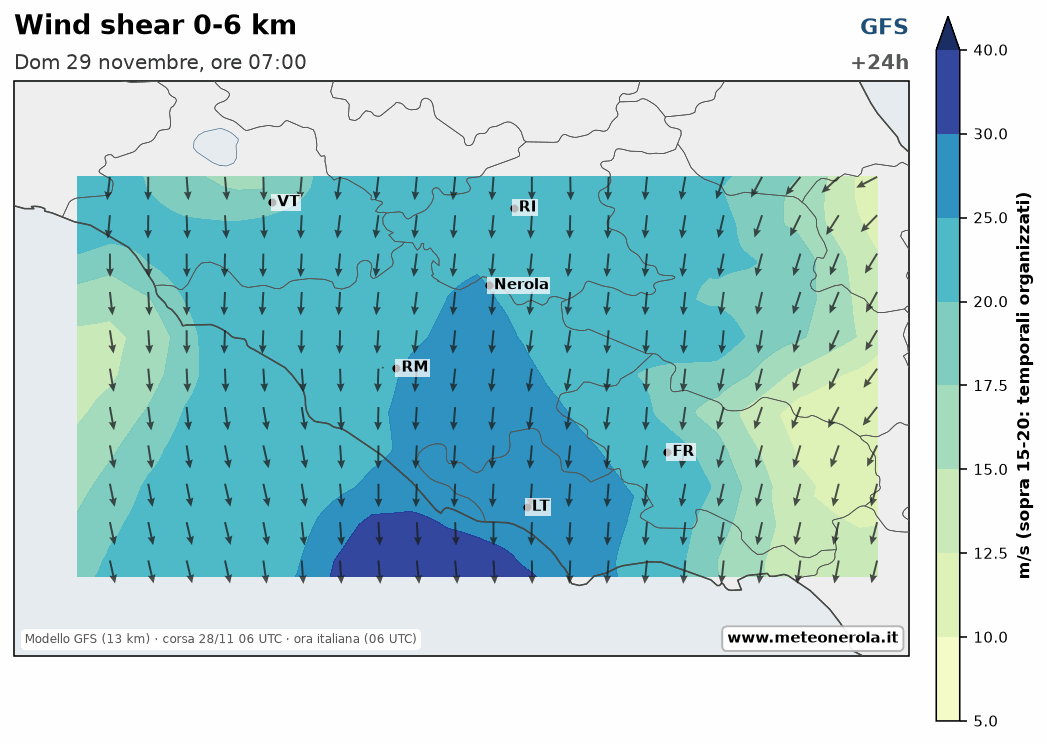 Wind shear 0-6 km
GFS
Dom 29 novembre, ore 07:00
+24h
VT
RI
Nerola
RM
FR
LT
Modello GFS (13 km) · corsa 28/11 06 UTC · ora italiana (06 UTC)
www.meteonerola.it
40.0
30.0
25.0
20.0
17.5
15.0
12.5
10.0
5.0
m/s (sopra 15-20: temporali organizzati)